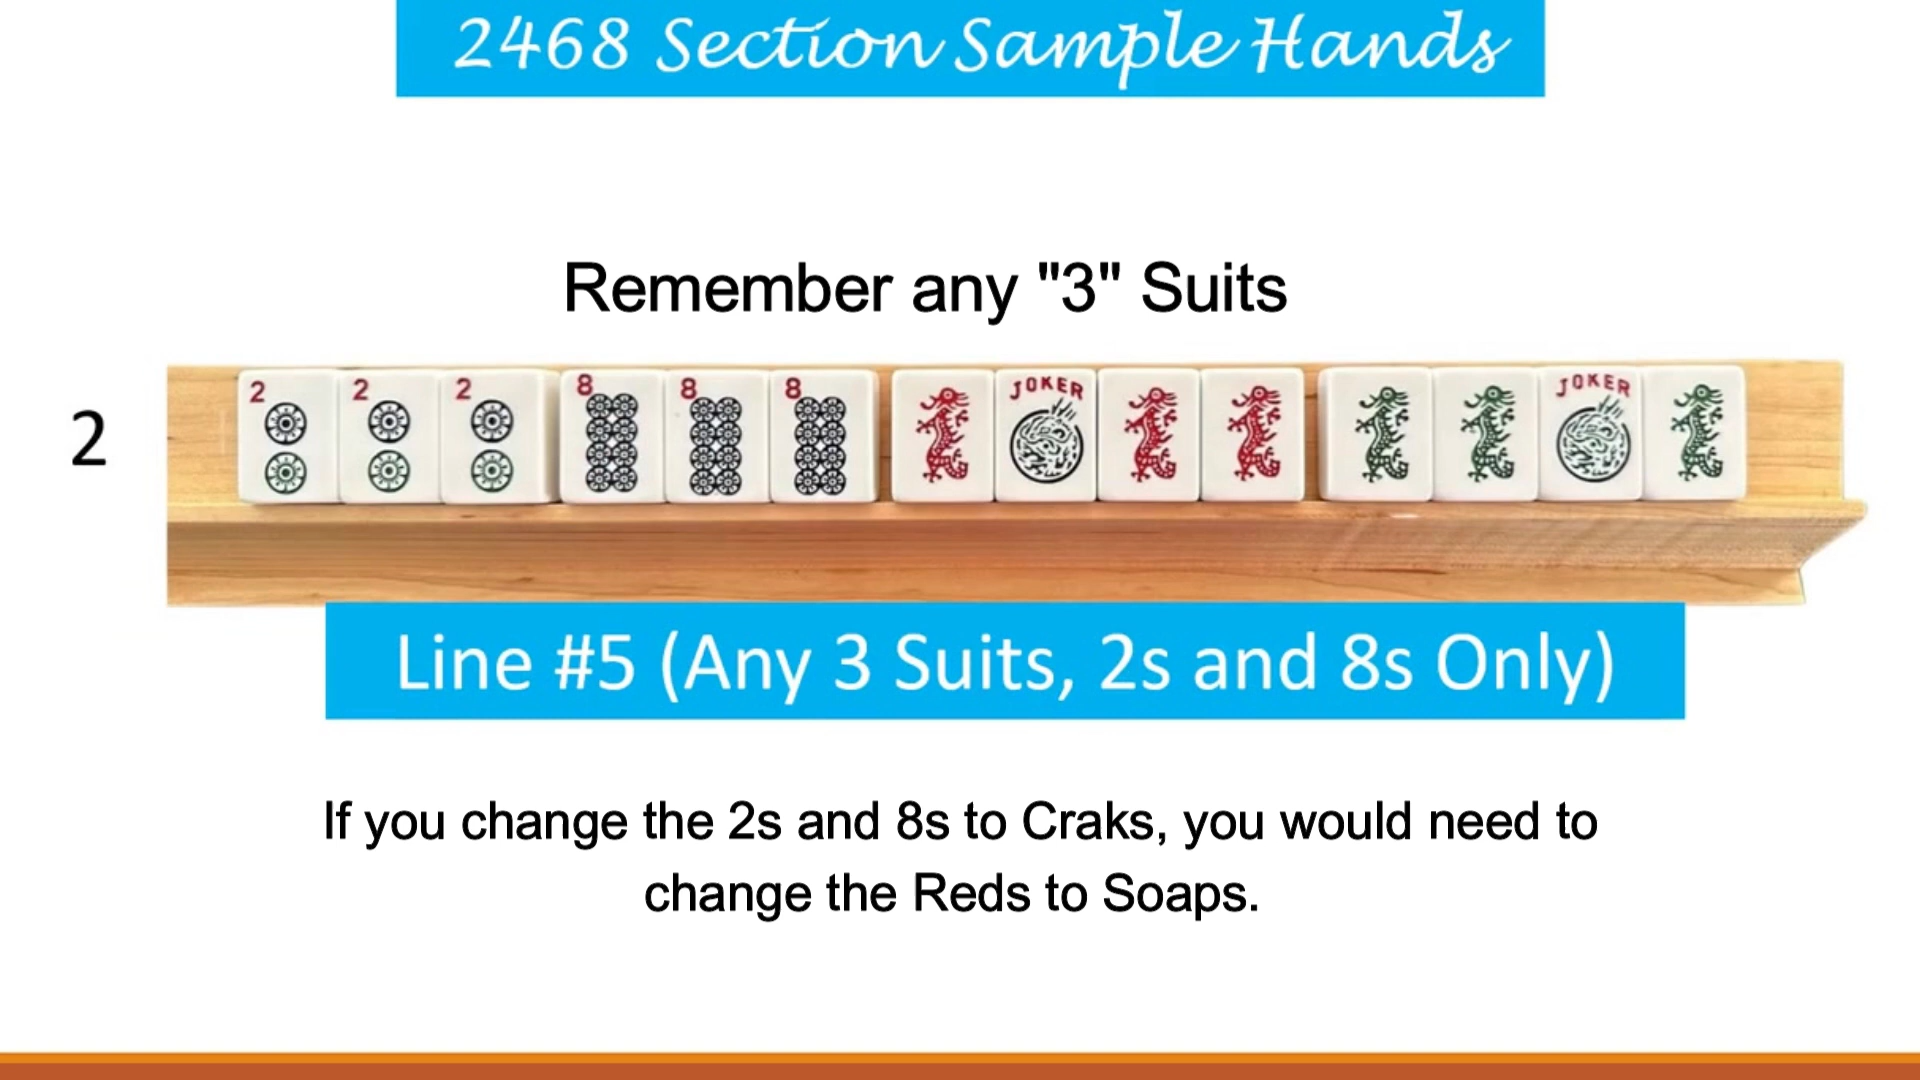 2468 Section Sample Hands
Remember any "3" Suits
2
2 2 2 8 8 8 JOKER JOKER
Line #5 (Any 3 Suits, 2s and 8s Only)
If you change the 2s and 8s to Craks, you would need to
change the Reds to Soaps.